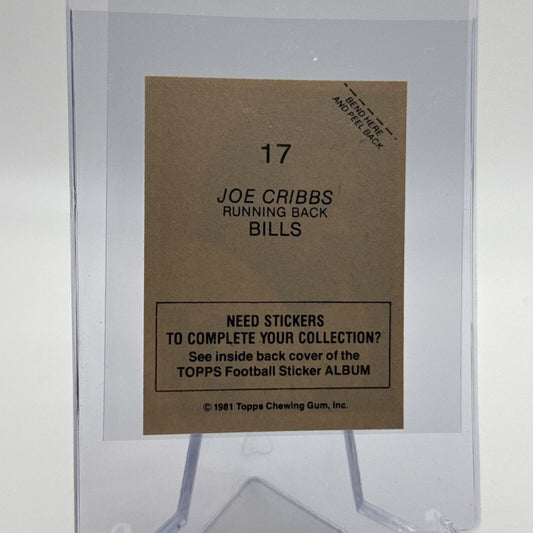 BEND HERE
AND PEEL BACK
17
JOE CRIBBS
RUNNING BACK
BILLS
NEED STICKERS
TO COMPLETE YOUR COLLECTION?
See inside back cover of the
TOPPS Football Sticker ALBUM
© 1981 Topps Chewing Gum, Inc.